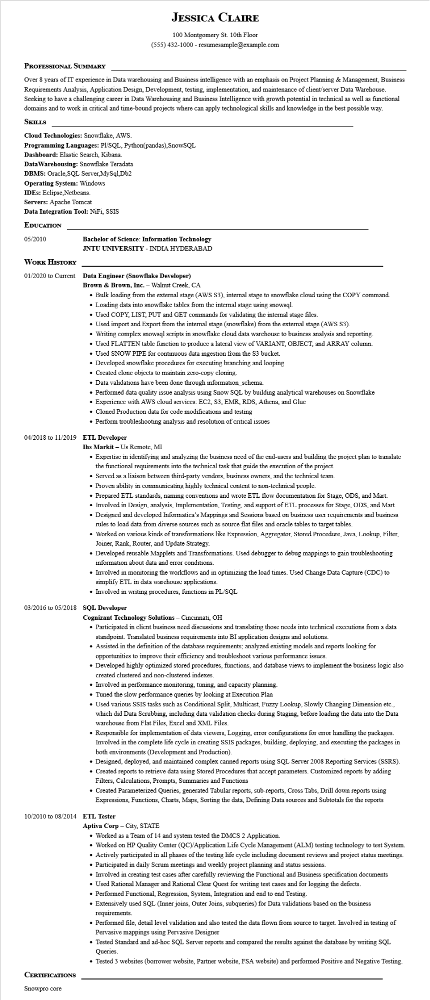 Jessica Claire
100 Montgomery St. 10th Floor
(555) 432-1000 - resumesample@example.com
Professional Summary
Over 8 years of IT experience in Data warehousing and Business intelligence with an emphasis on Project Planning & Management, Business
Requirements Analysis, Application Design, Development, testing, implementation, and maintenance of client/server Data Warehouse.
Seeking to have a challenging career in Data Warehousing and Business Intelligence with growth potential in technical as well as functional
domains and to work in critical and time-bound projects where can apply technological skills and knowledge in the best possible way.
Skills
Cloud Technologies: Snowflake, AWS.
Programming Languages: Pl/SQL, Python(pandas),SnowSQL
Dashboard: Elastic Search, Kibana.
DataWarehousing: Snowflake Teradata
DBMS: Oracle,SQL Server,MySql,Db2
Operating System: Windows
IDEs: Eclipse,Netbeans.
Servers: Apache Tomcat
Data Integration Tool: NiFi, SSIS
Education
05/2010 Bachelor of Science: Information Technology
JNTU UNIVERSITY - INDIA HYDERABAD
Work History
01/2020 to Current Data Engineer (Snowflake Developer)
Brown & Brown, Inc. – Walnut Creek, CA
• Bulk loading from the external stage (AWS S3), internal stage to snowflake cloud using the COPY command.
• Loading data into snowflake tables from the internal stage using snowsql.
• Used COPY, LIST, PUT and GET commands for validating the internal stage files.
• Used import and Export from the internal stage (snowflake) from the external stage (AWS S3).
• Writing complex snowsql scripts in snowflake cloud data warehouse to business analysis and reporting.
• Used FLATTEN table function to produce a lateral view of VARIANT, OBJECT, and ARRAY column.
• Used SNOW PIPE for continuous data ingestion from the S3 bucket.
• Developed snowflake procedures for executing branching and looping
• Created clone objects to maintain zero-copy cloning.
• Data validations have been done through information_schema.
• Performed data quality issue analysis using Snow SQL by building analytical warehouses on Snowflake
• Experience with AWS cloud services: EC2, S3, EMR, RDS, Athena, and Glue
• Cloned Production data for code modifications and testing
• Perform troubleshooting analysis and resolution of critical issues
04/2018 to 11/2019 ETL Developer
Ihs Markit – Us Remote, MI
• Expertise in identifying and analyzing the business need of the end-users and building the project plan to translate
the functional requirements into the technical task that guide the execution of the project.
• Served as a liaison between third-party vendors, business owners, and the technical team.
• Proven ability in communicating highly technical content to non-technical people.
• Prepared ETL standards, naming conventions and wrote ETL flow documentation for Stage, ODS, and Mart.
• Involved in Design, analysis, Implementation, Testing, and support of ETL processes for Stage, ODS, and Mart.
• Designed and developed Informatica's Mappings and Sessions based on business user requirements and business
rules to load data from diverse sources such as source flat files and oracle tables to target tables.
• Worked on various kinds of transformations like Expression, Aggregator, Stored Procedure, Java, Lookup, Filter,
Joiner, Rank, Router, and Update Strategy.
• Developed reusable Mapplets and Transformations. Used debugger to debug mappings to gain troubleshooting
information about data and error conditions.
• Involved in monitoring the workflows and in optimizing the load times. Used Change Data Capture (CDC) to
simplify ETL in data warehouse applications.
• Involved in writing procedures, functions in PL/SQL
03/2016 to 05/2018 SQL Developer
Cognizant Technology Solutions – Cincinnati, OH
• Participated in client business need discussions and translating those needs into technical executions from a data
standpoint. Translated business requirements into BI application designs and solutions.
• Assisted in the definition of the database requirements; analyzed existing models and reports looking for
opportunities to improve their efficiency and troubleshoot various performance issues.
• Developed highly optimized stored procedures, functions, and database views to implement the business logic also
created clustered and non-clustered indexes.
• Involved in performance monitoring, tuning, and capacity planning.
• Tuned the slow performance queries by looking at Execution Plan
• Used various SSIS tasks such as Conditional Split, Multicast, Fuzzy Lookup, Slowly Changing Dimension etc.,
which did Data Scrubbing, including data validation checks during Staging, before loading the data into the Data
warehouse from Flat Files, Excel and XML Files.
• Responsible for implementation of data viewers, Logging, error configurations for error handling the packages.
Involved in the complete life cycle in creating SSIS packages, building, deploying, and executing the packages in
both environments (Development and Production).
• Designed, deployed, and maintained complex canned reports using SQL Server 2008 Reporting Services (SSRS).
• Created reports to retrieve data using Stored Procedures that accept parameters. Customized reports by adding
Filters, Calculations, Prompts, Summaries and Functions
• Created Parameterized Queries, generated Tabular reports, sub-reports, Cross Tabs, Drill down reports using
Expressions, Functions, Charts, Maps, Sorting the data, Defining Data sources and Subtotals for the reports
10/2010 to 08/2014 ETL Tester
Aptiva Corp – City, STATE
• Worked as a Team of 14 and system tested the DMCS 2 Application.
• Worked on HP Quality Center (QC)/Application Life Cycle Management (ALM) testing technology to test System.
• Actively participated in all phases of the testing life cycle including document reviews and project status meetings.
• Participated in daily Scrum meetings and weekly project planning and status sessions.
• Involved in creating test cases after carefully reviewing the Functional and Business specification documents
• Used Rational Manager and Rational Clear Quest for writing test cases and for logging the defects.
• Performed Functional, Regression, System, Integration and end to end Testing.
• Extensively used SQL (Inner joins, Outer Joins, subqueries) for Data validations based on the business
requirements.
• Performed file, detail level validation and also tested the data flown from source to target. Involved in testing of
Pervasive mappings using Pervasive Designer
• Tested Standard and ad-hoc SQL Server reports and compared the results against the database by writing SQL
Queries.
• Tested 3 websites (borrower website, Partner website, FSA website) and performed Positive and Negative Testing.
Certifications
Snowpro core